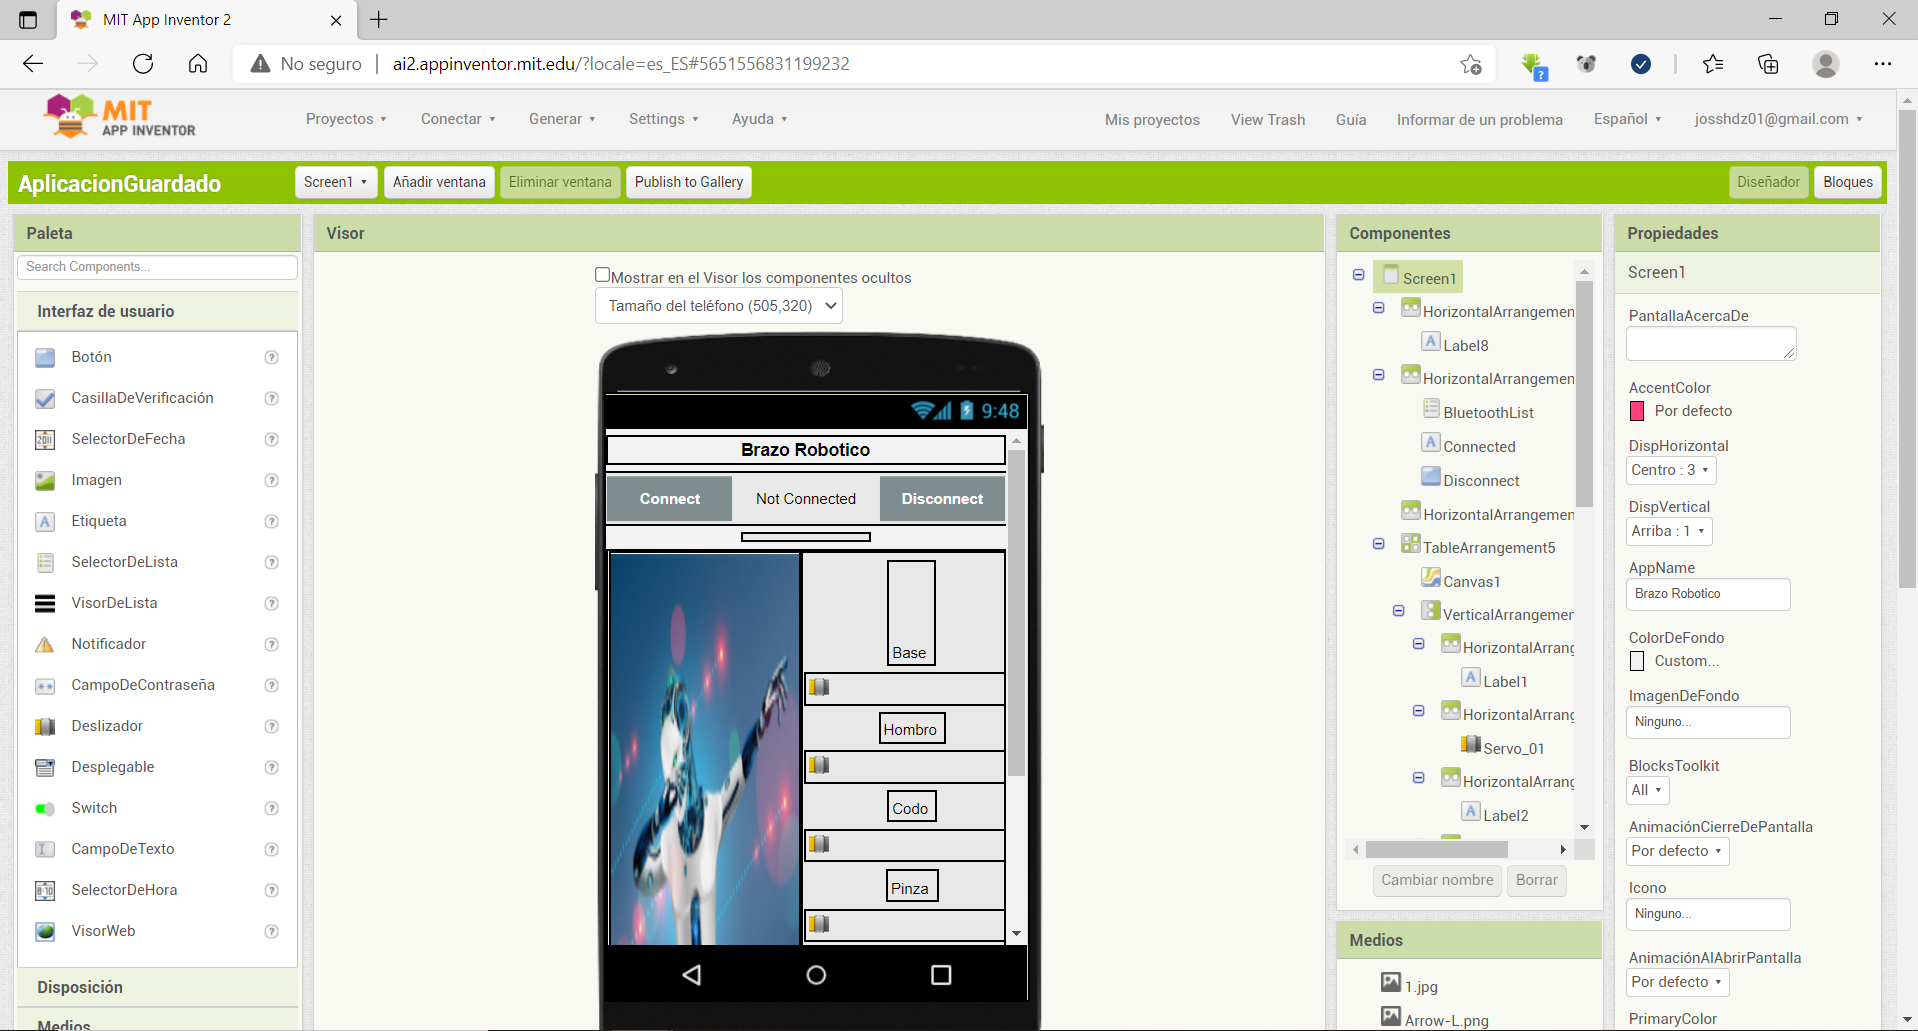 MIT App Inventor 2
No seguro
ai2.appinventor.mit.edu/?locale=es_ES#5651556831199232
MIT
APP INVENTOR
Proyectos
Conectar
Generar
Settings
Ayuda
Mis proyectos
View Trash
Guía
Informar de un problema
Español
josshdz01@gmail.com
AplicacionGuardado
Screen1
Añadir ventana
Eliminar ventana
Publish to Gallery
Diseñador
Bloques
Paleta
Search Components...
Interfaz de usuario
Botón
CasillaDeVerificación
SelectorDeFecha
Imagen
Etiqueta
SelectorDeLista
VisorDeLista
Notificador
CampoDeContraseña
Deslizador
Desplegable
Switch
CampoDeTexto
SelectorDeHora
VisorWeb
Disposición
Medios
Visor
Mostrar en el Visor los componentes ocultos
Tamaño del teléfono (505,320)
9:48
Brazo Robotico
Connect
Not Connected
Disconnect
Base
Hombro
Codo
Pinza
Componentes
Screen1
HorizontalArrangemen
Label8
HorizontalArrangemen
BluetoothList
Connected
Disconnect
HorizontalArrangemen
TableArrangement5
Canvas1
VerticalArrangemer
HorizontalArrang
Label1
HorizontalArrang
Servo_01
HorizontalArrang
Label2
Cambiar nombre
Borrar
Medios
1.jpg
Arrow-L.png
Propiedades
Screen1
PantallaAcercaDe
AccentColor
Por defecto
DispHorizontal
Centro : 3
DispVertical
Arriba : 1
AppName
Brazo Robotico
ColorDeFondo
Custom...
ImagenDeFondo
Ninguno...
BlocksToolkit
All
AnimaciónCierreDePantalla
Por defecto
Icono
Ninguno...
AnimaciónAlAbrirPantalla
Por defecto
PrimaryColor